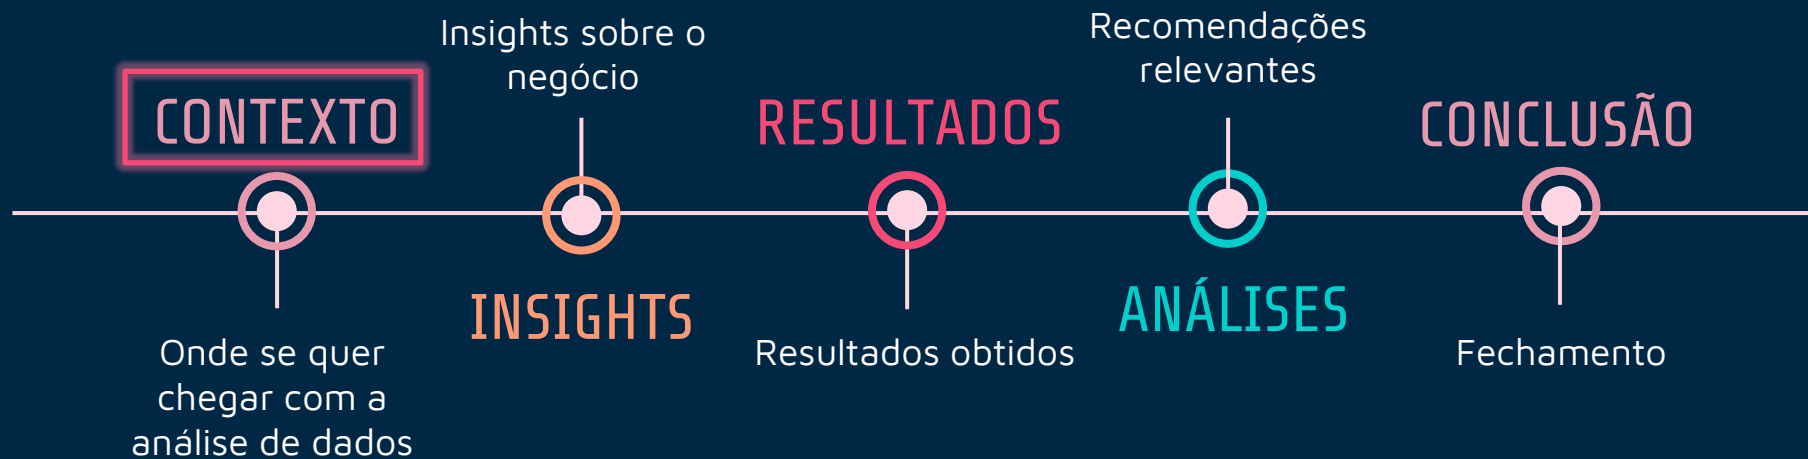 CONTEXTO
Onde se quer
chegar com a
análise de dados
Insights sobre o
negócio
INSIGHTS
RESULTADOS
Resultados obtidos
Recomendações
relevantes
ANÁLISES
CONCLUSÃO
Fechamento